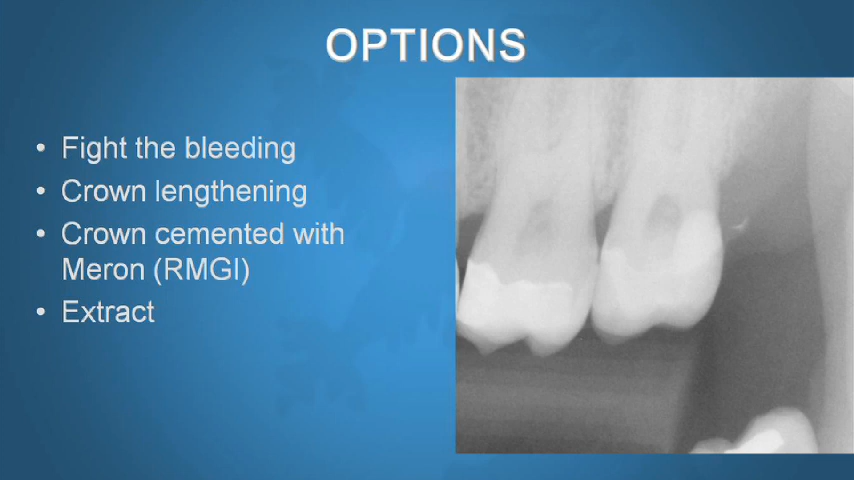 OPTIONS
• Fight the bleeding
• Crown lengthening
• Crown cemented with
Meron (RMGI)
• Extract